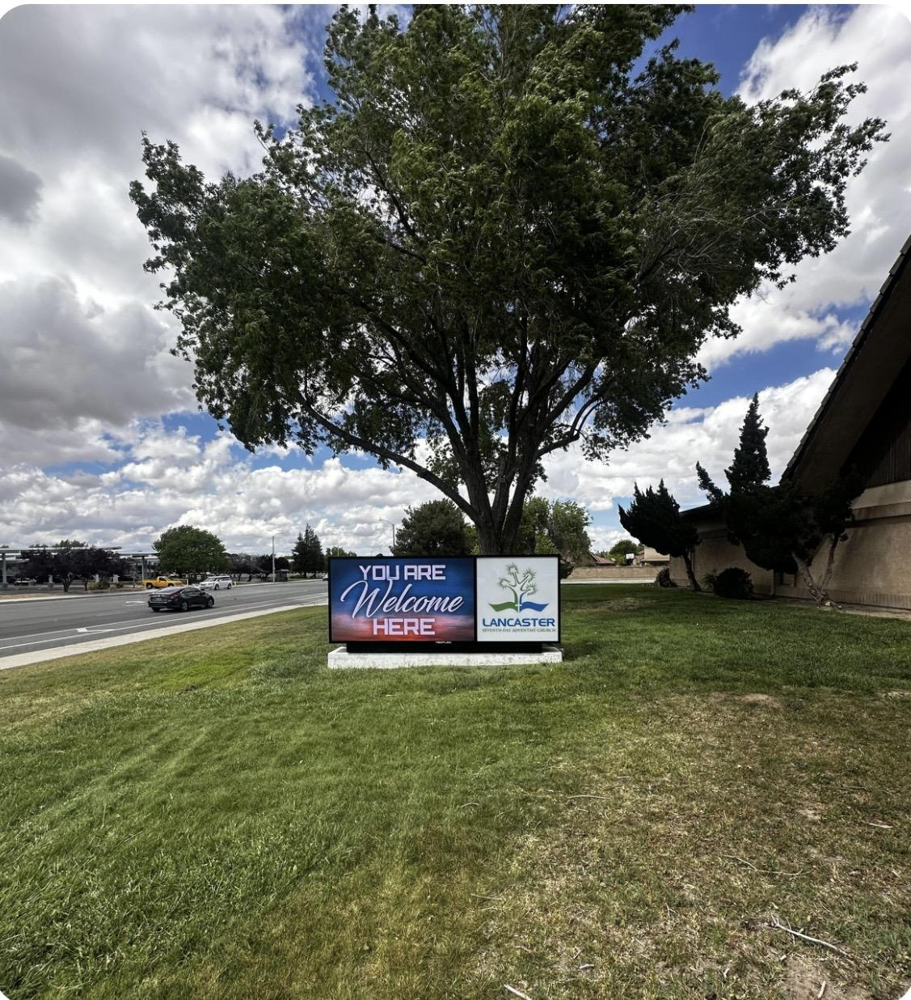 YOU ARE
Welcome
HERE
LANCASTER
SEVENTH-DAY ADVENTIST CHURCH